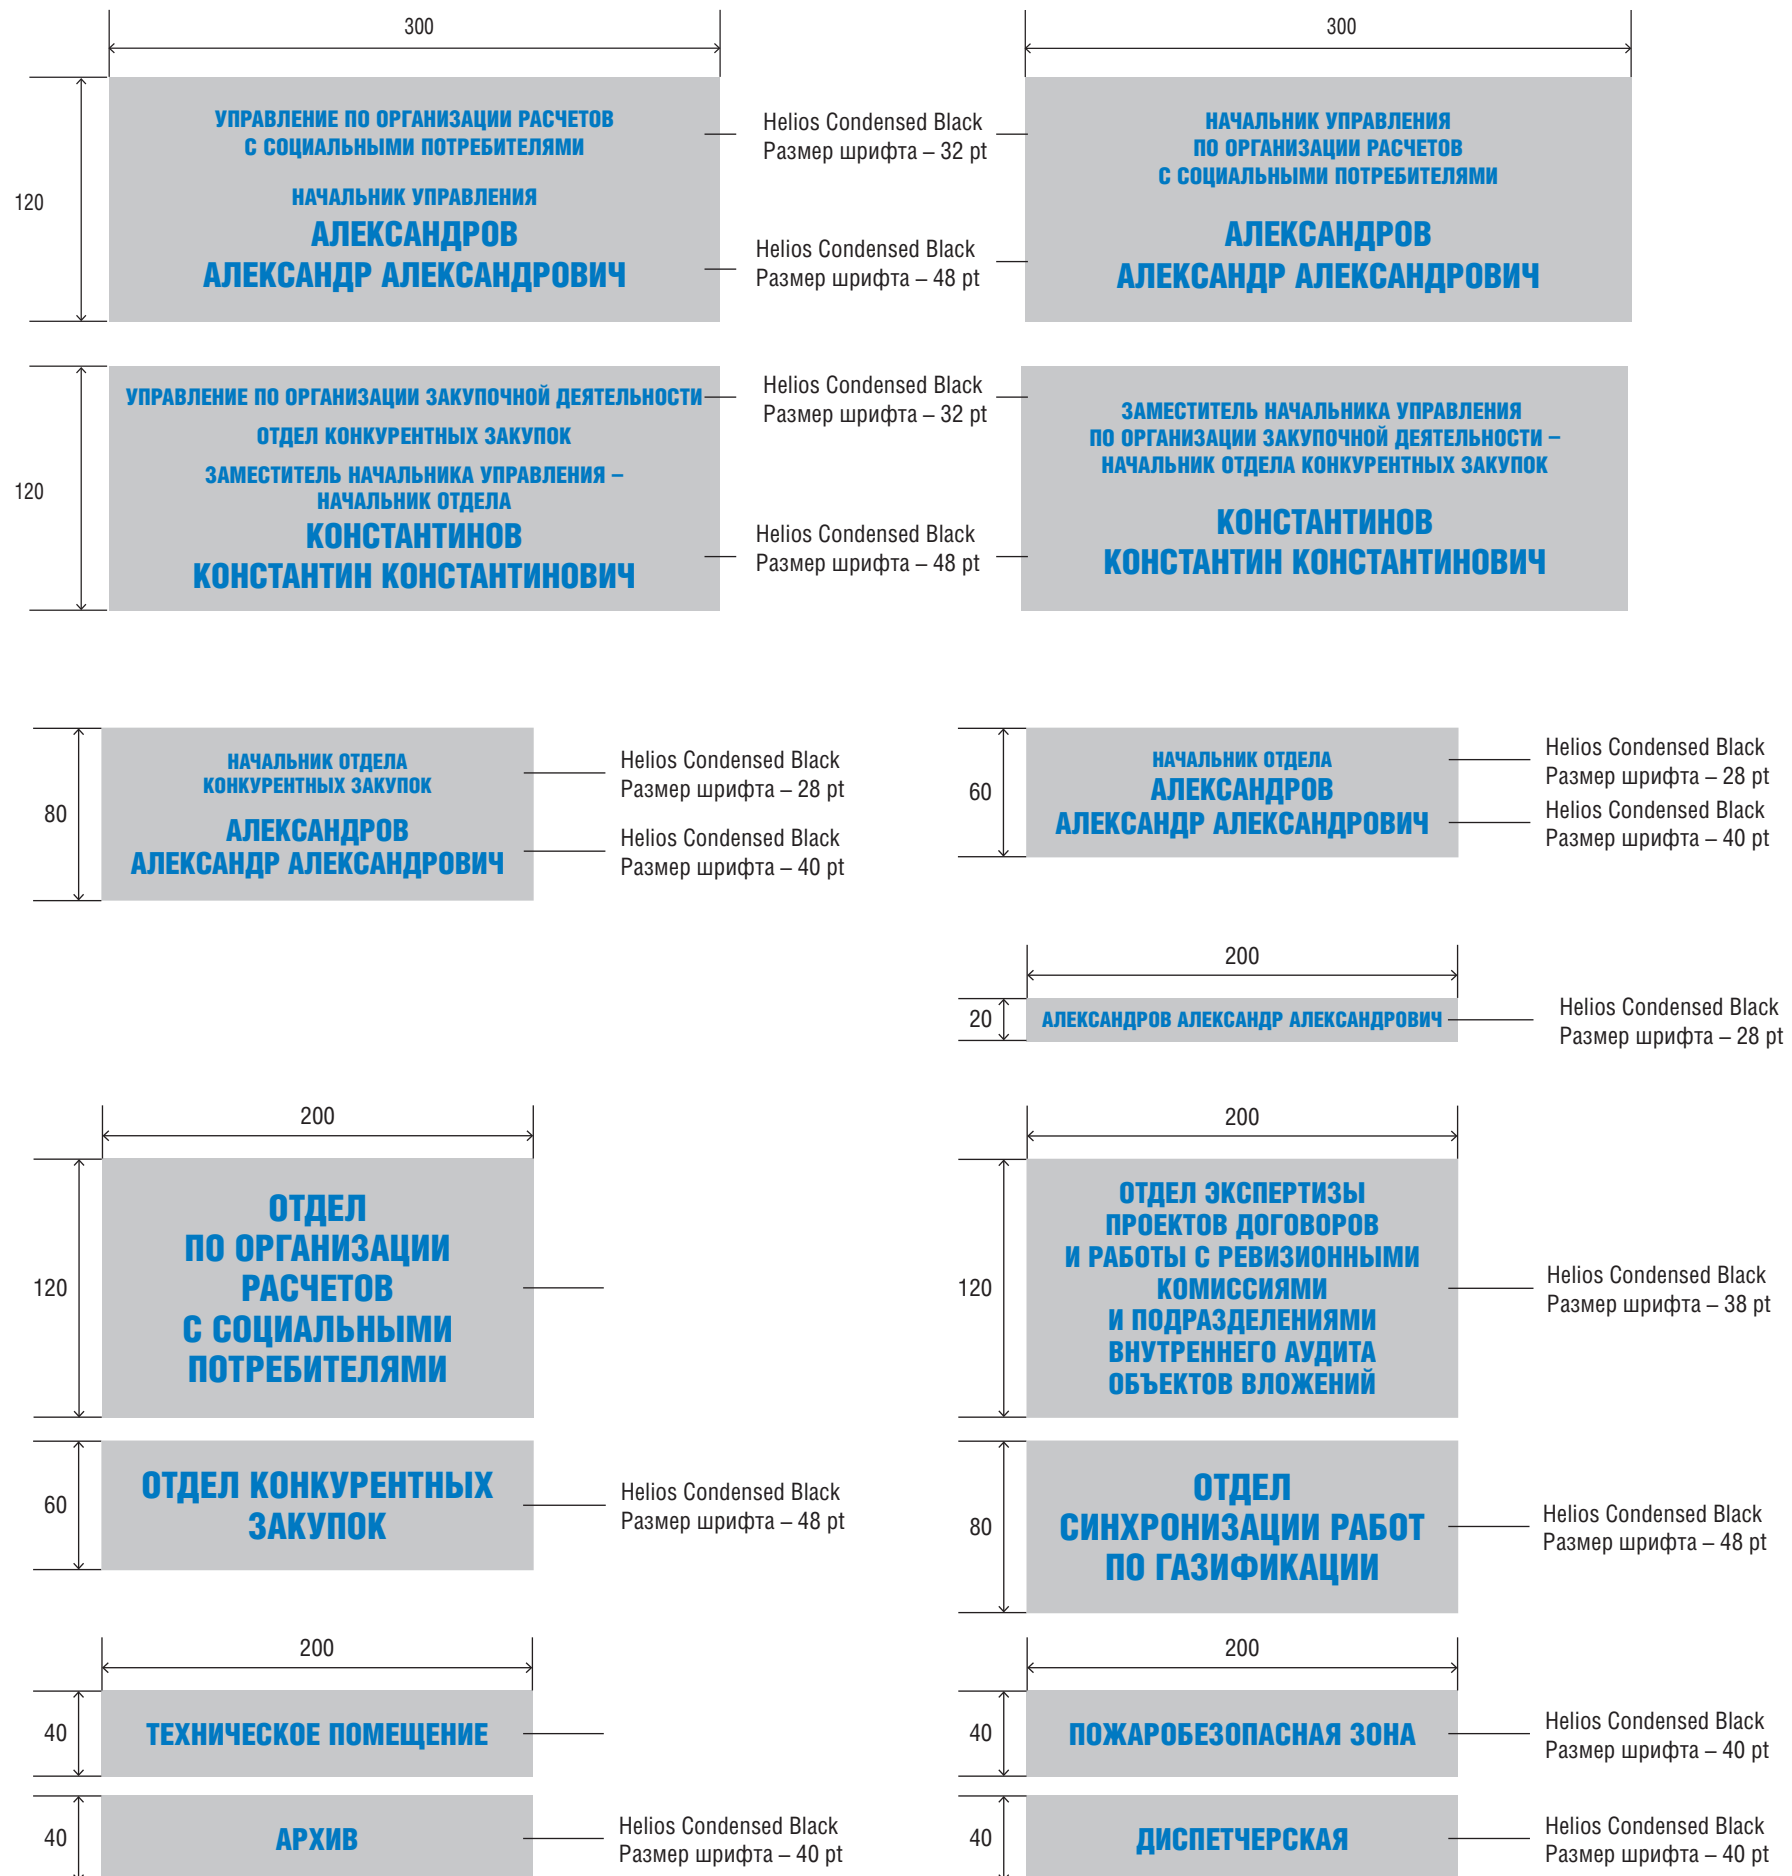 300
300
120
УПРАВЛЕНИЕ ПО ОРГАНИЗАЦИИ РАСЧЕТОВ
С СОЦИАЛЬНЫМИ ПОТРЕБИТЕЛЯМИ
НАЧАЛЬНИК УПРАВЛЕНИЯ
АЛЕКСАНДРОВ
АЛЕКСАНДР АЛЕКСАНДРОВИЧ
Helios Condensed Black
Размер шрифта – 32 pt
Helios Condensed Black
Размер шрифта – 48 pt
НАЧАЛЬНИК УПРАВЛЕНИЯ
ПО ОРГАНИЗАЦИИ РАСЧЕТОВ
С СОЦИАЛЬНЫМИ ПОТРЕБИТЕЛЯМИ
АЛЕКСАНДРОВ
АЛЕКСАНДР АЛЕКСАНДРОВИЧ
120
УПРАВЛЕНИЕ ПО ОРГАНИЗАЦИИ ЗАКУПОЧНОЙ ДЕЯТЕЛЬНОСТИ
ОТДЕЛ КОНКУРЕНТНЫХ ЗАКУПОК
ЗАМЕСТИТЕЛЬ НАЧАЛЬНИКА УПРАВЛЕНИЯ –
НАЧАЛЬНИК ОТДЕЛА
КОНСТАНТИНОВ
КОНСТАНТИН КОНСТАНТИНОВИЧ
Helios Condensed Black
Размер шрифта – 32 pt
Helios Condensed Black
Размер шрифта – 48 pt
ЗАМЕСТИТЕЛЬ НАЧАЛЬНИКА УПРАВЛЕНИЯ
ПО ОРГАНИЗАЦИИ ЗАКУПОЧНОЙ ДЕЯТЕЛЬНОСТИ –
НАЧАЛЬНИК ОТДЕЛА КОНКУРЕНТНЫХ ЗАКУПОК
КОНСТАНТИНОВ
КОНСТАНТИН КОНСТАНТИНОВИЧ
80
НАЧАЛЬНИК ОТДЕЛА
КОНКУРЕНТНЫХ ЗАКУПОК
АЛЕКСАНДРОВ
АЛЕКСАНДР АЛЕКСАНДРОВИЧ
Helios Condensed Black
Размер шрифта – 28 pt
Helios Condensed Black
Размер шрифта – 40 pt
60
НАЧАЛЬНИК ОТДЕЛА
АЛЕКСАНДРОВ
АЛЕКСАНДР АЛЕКСАНДРОВИЧ
Helios Condensed Black
Размер шрифта – 28 pt
Helios Condensed Black
Размер шрифта – 40 pt
200
20
АЛЕКСАНДРОВ АЛЕКСАНДР АЛЕКСАНДРОВИЧ
Helios Condensed Black
Размер шрифта – 28 pt
200
120
ОТДЕЛ
ПО ОРГАНИЗАЦИИ
РАСЧЕТОВ
С СОЦИАЛЬНЫМИ
ПОТРЕБИТЕЛЯМИ
200
120
ОТДЕЛ ЭКСПЕРТИЗЫ
ПРОЕКТОВ ДОГОВОРОВ
И РАБОТЫ С РЕВИЗИОННЫМИ
КОМИССИЯМИ
И ПОДРАЗДЕЛЕНИЯМИ
ВНУТРЕННЕГО АУДИТА
ОБЪЕКТОВ ВЛОЖЕНИЙ
Helios Condensed Black
Размер шрифта – 38 pt
60
ОТДЕЛ КОНКУРЕНТНЫХ
ЗАКУПОК
Helios Condensed Black
Размер шрифта – 48 pt
80
ОТДЕЛ
СИНХРОНИЗАЦИИ РАБОТ
ПО ГАЗИФИКАЦИИ
Helios Condensed Black
Размер шрифта – 48 pt
200
40
ТЕХНИЧЕСКОЕ ПОМЕЩЕНИЕ
200
40
ПОЖАРОБЕЗОПАСНАЯ ЗОНА
Helios Condensed Black
Размер шрифта – 40 pt
40
АРХИВ
Helios Condensed Black
Размер шрифта – 40 pt
40
ДИСПЕТЧЕРСКАЯ
Helios Condensed Black
Размер шрифта – 40 pt